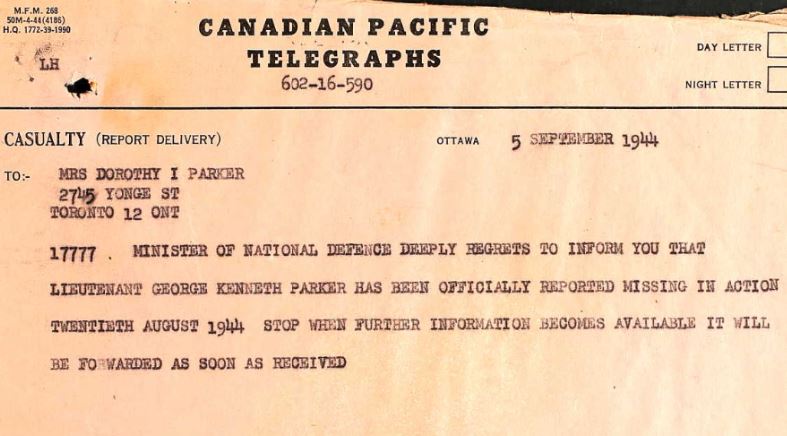 M.F.M. 268
50M-4-44(4186)
H.Q. 1772-39-1990
CANADIAN PACIFIC
TELEGRAPHS
LH
602-16-590
DAY LETTER
NIGHT LETTER
CASUALTY (REPORT DELIVERY)
OTTAWA 5 SEPTEMBER 1944
TO:- MRS DOROTHY I PARKER
2745 YONGE ST
TORONTO 12 ONT
17777 . MINISTER OF NATIONAL DEFENCE DEEPLY REGRETS TO INFORM YOU THAT
LIEUTENANT GEORGE KENNETH PARKER HAS BEEN OFFICIALLY REPORTED MISSING IN ACTION
TWENTIETH AUGUST 1944 STOP WHEN FURTHER INFORMATION BECOMES AVAILABLE IT WILL
BE FORWARDED AS SOON AS RECEIVED